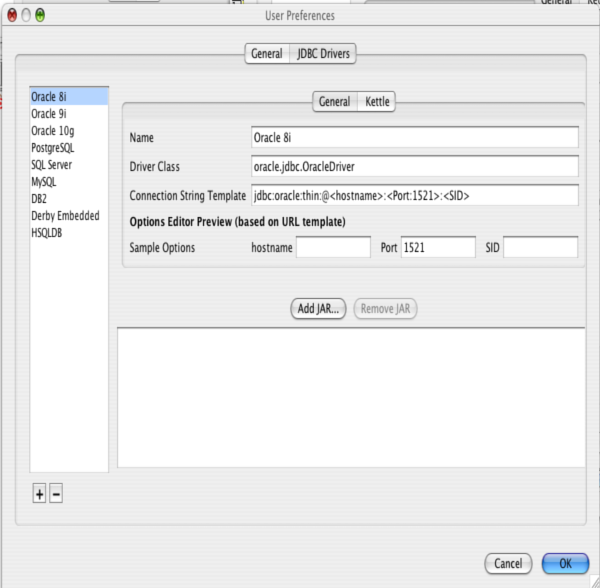 General
User Preferences
General JDBC Drivers
Oracle 8i
Oracle 9i
Oracle 10g
PostgreSQL
SQL Server
MySQL
DB2
Derby Embedded
HSQLDB
General Kettle
Name Oracle 8i
Driver Class oracle.jdbc.OracleDriver
Connection String Template jdbc:oracle:thin:@<hostname>:<Port:1521>:<SID>
Options Editor Preview (based on URL template)
Sample Options hostname Port 1521 SID
Add JAR... Remove JAR
+ −
Cancel OK